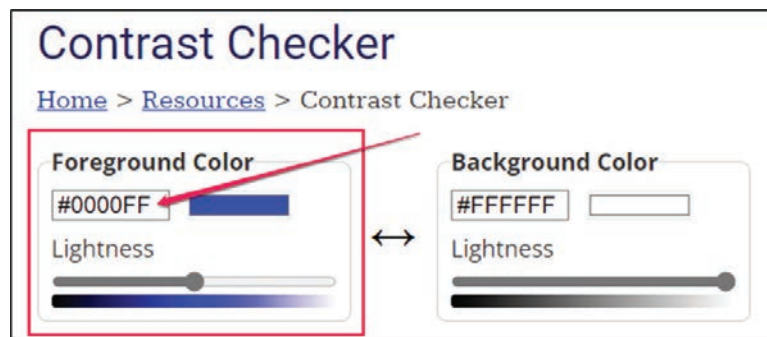 Contrast Checker
Home > Resources > Contrast Checker
Foreground Color
#0000FF
Lightness
Background Color
#FFFFFF
Lightness